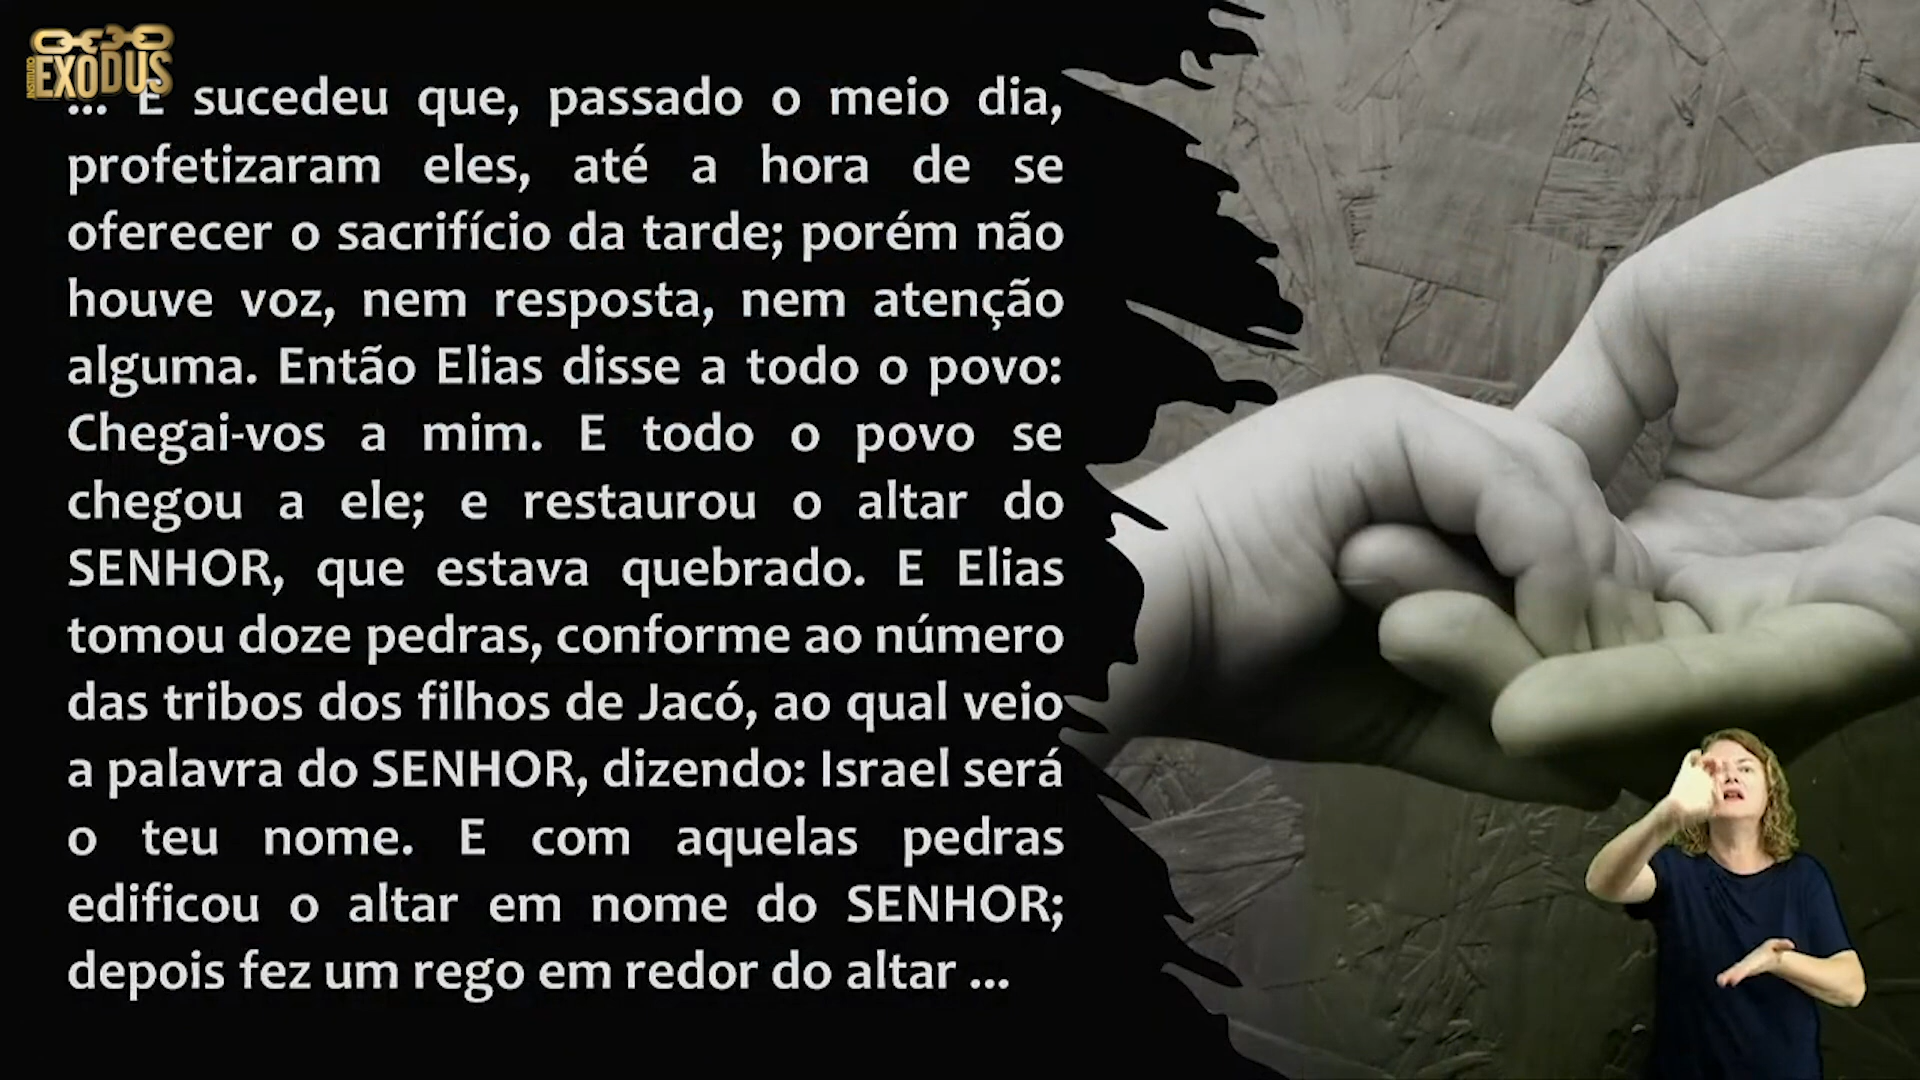 INSTITUTO
EXODUS
... E sucedeu que, passado o meio dia,
profetizaram eles, até a hora de se
oferecer o sacrifício da tarde; porém não
houve voz, nem resposta, nem atenção
alguma. Então Elias disse a todo o povo:
Chegai-vos a mim. E todo o povo se
chegou a ele; e restaurou o altar do
SENHOR, que estava quebrado. E Elias
tomou doze pedras, conforme ao número
das tribos dos filhos de Jacó, ao qual veio
a palavra do SENHOR, dizendo: Israel será
o teu nome. E com aquelas pedras
edificou o altar em nome do SENHOR;
depois fez um rego em redor do altar ...